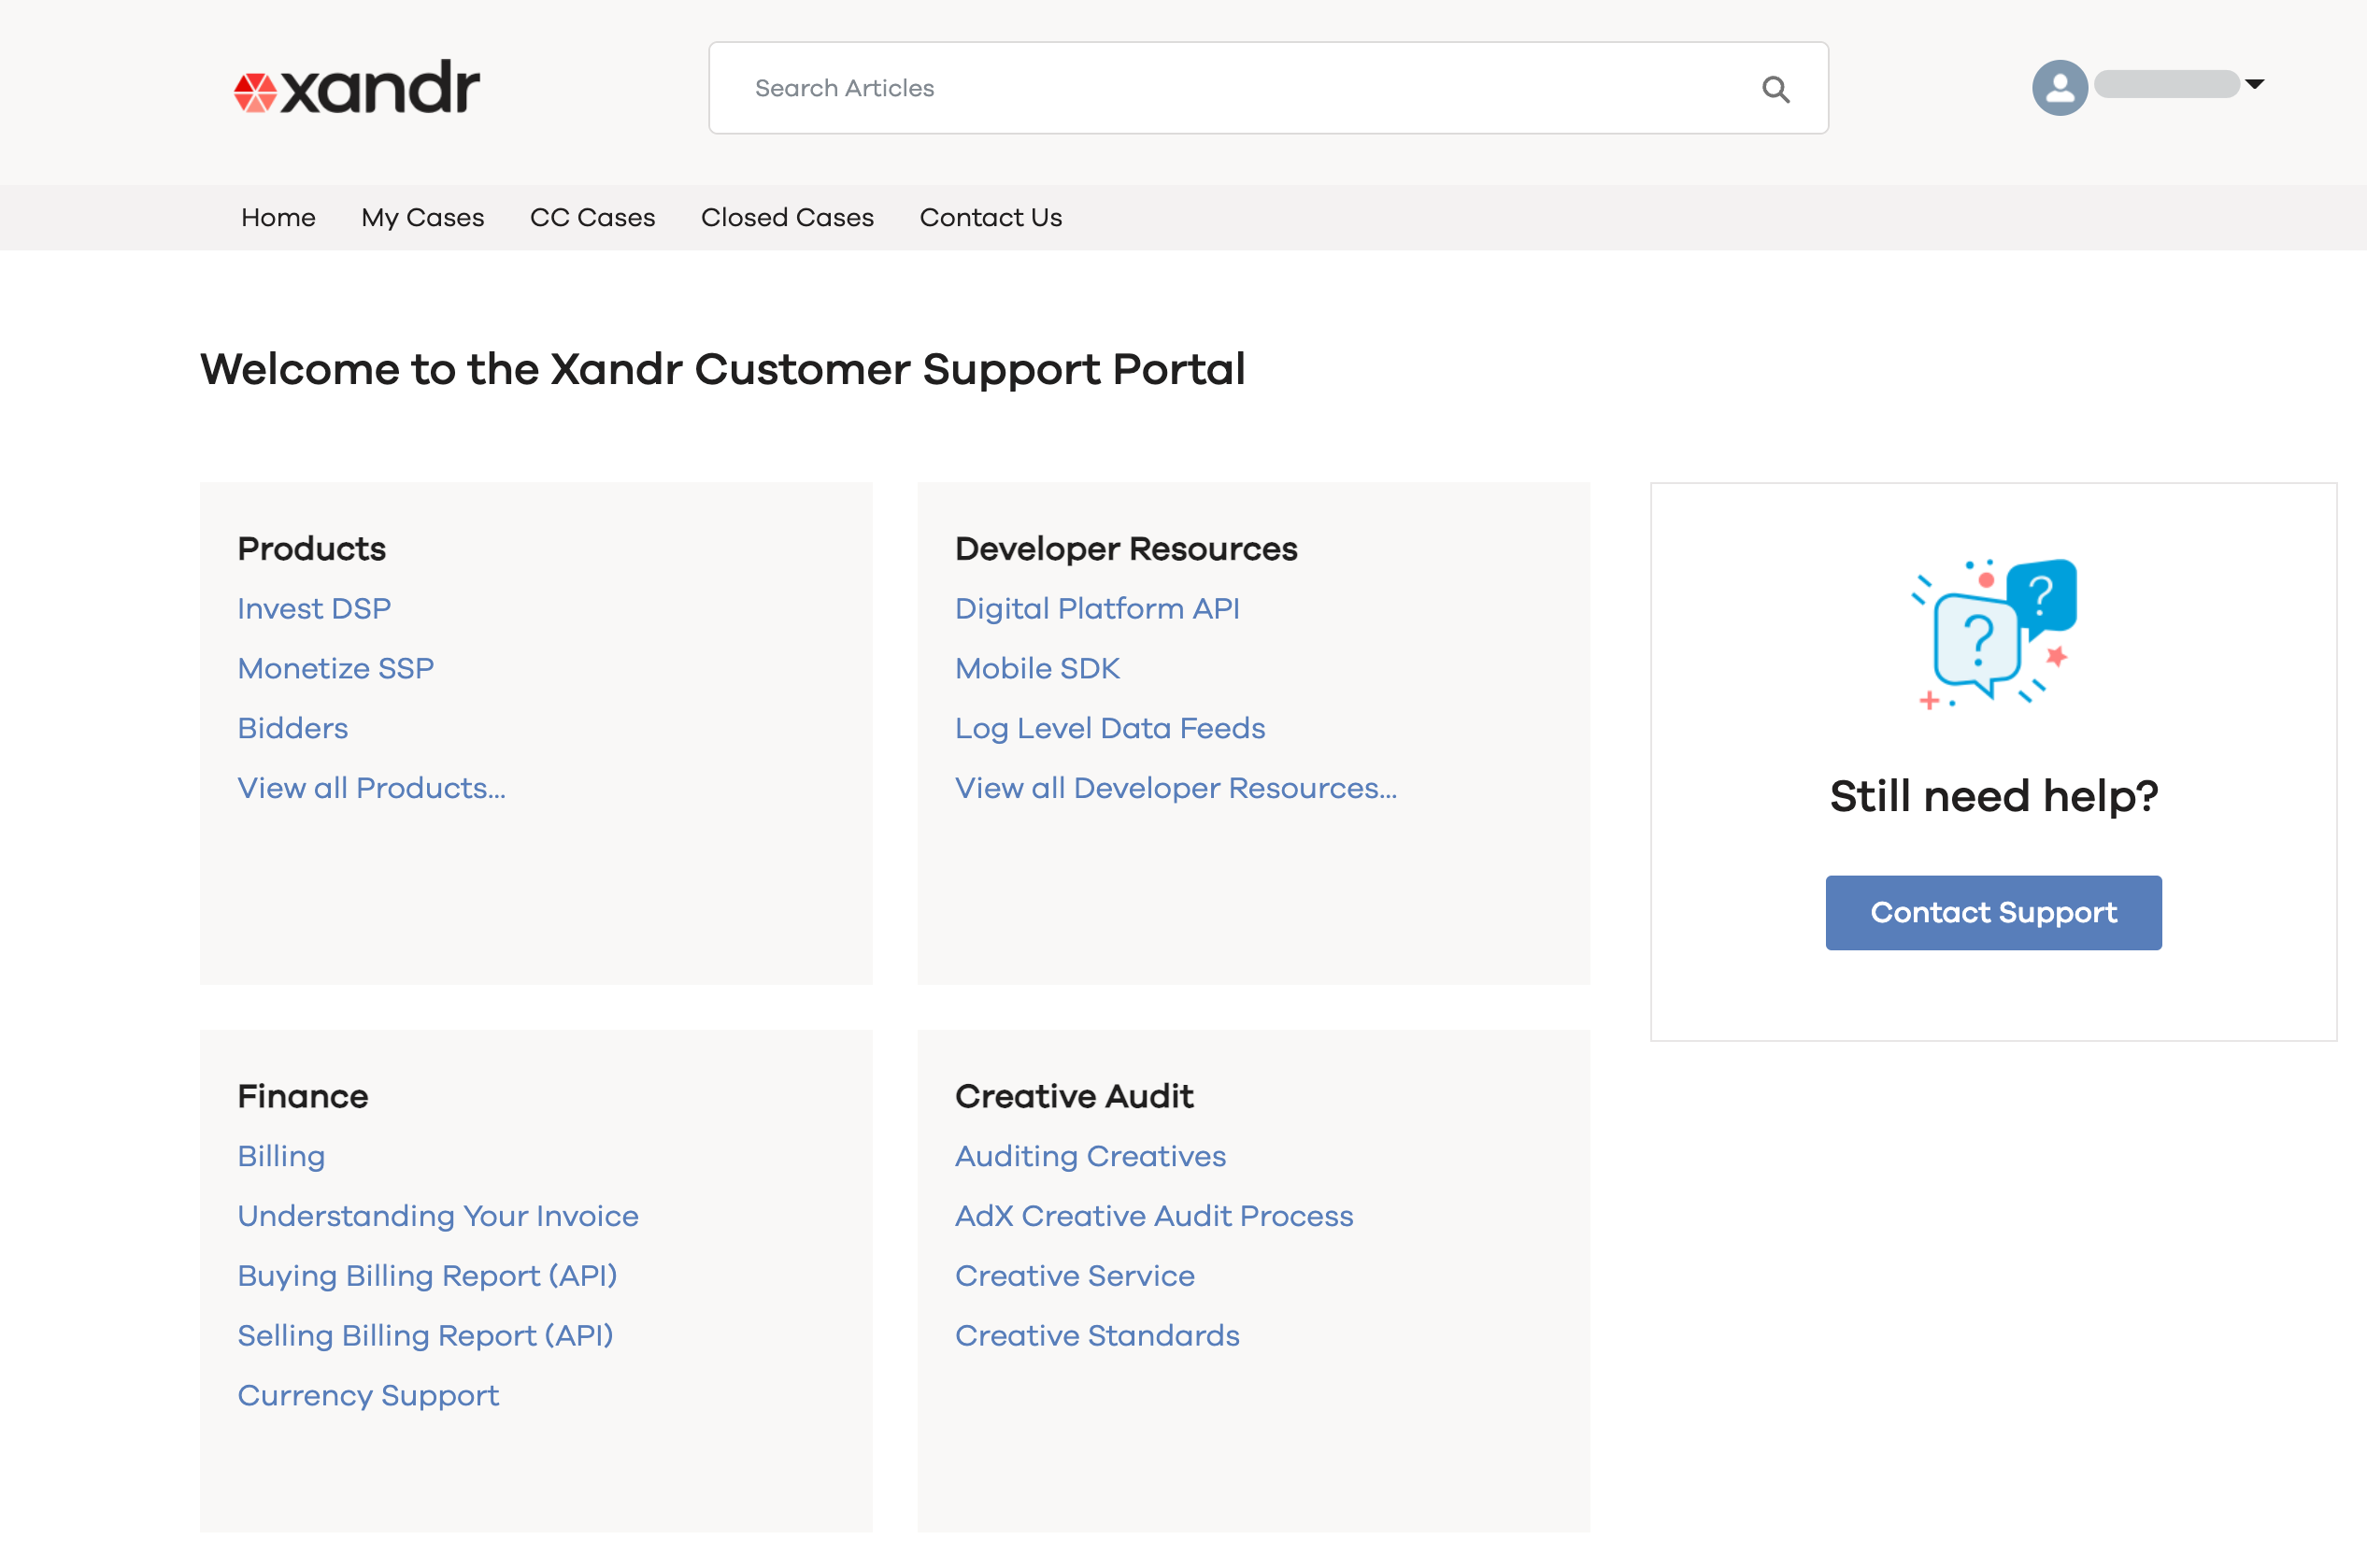 xandr
Search Articles
Home My Cases CC Cases Closed Cases Contact Us
Welcome to the Xandr Customer Support Portal
Products
Invest DSP
Monetize SSP
Bidders
View all Products...
Developer Resources
Digital Platform API
Mobile SDK
Log Level Data Feeds
View all Developer Resources...
? ?
Still need help?
Contact Support
Finance
Billing
Understanding Your Invoice
Buying Billing Report (API)
Selling Billing Report (API)
Currency Support
Creative Audit
Auditing Creatives
AdX Creative Audit Process
Creative Service
Creative Standards